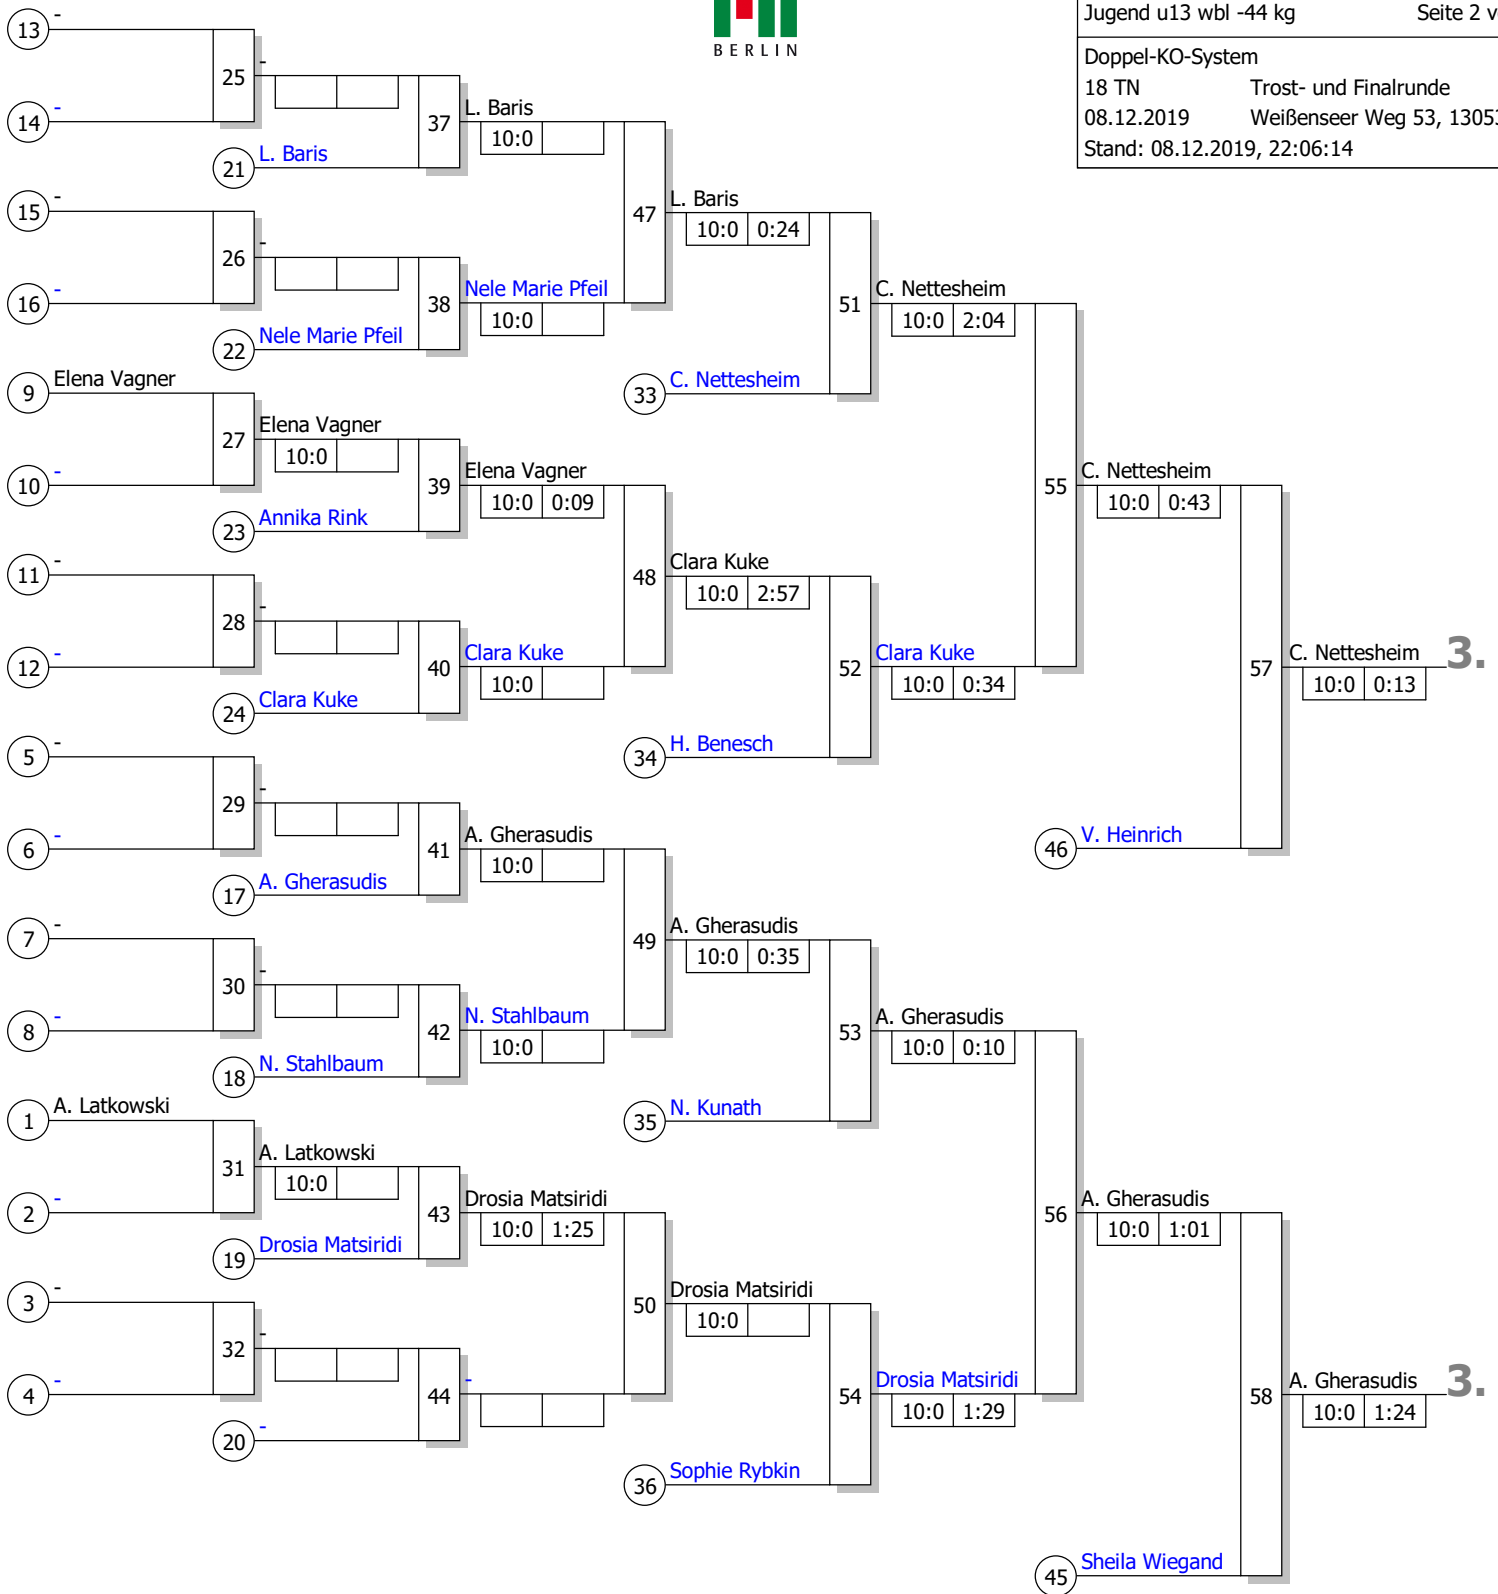 BERLIN
Jugend u13 wbl -44 kg Seite 2 v
Doppel-KO-System
18 TN Trost- und Finalrunde
08.12.2019 Weißenseer Weg 53, 13053
Stand: 08.12.2019, 22:06:14
13 -
25 -
14 -
37 L. Baris
10:0
21 L. Baris
15 -
47 L. Baris
10:0 0:24
26 -
16 -
38 Nele Marie Pfeil
10:0
22 Nele Marie Pfeil
51 C. Nettesheim
10:0 2:04
33 C. Nettesheim
9 Elena Vagner
27 Elena Vagner
10:0
10 -
39 Elena Vagner
10:0 0:09
23 Annika Rink
55 C. Nettesheim
10:0 0:43
11 -
48 Clara Kuke
10:0 2:57
28 -
12 -
40 Clara Kuke
10:0
24 Clara Kuke
52 Clara Kuke
10:0 0:34
34 H. Benesch
57 C. Nettesheim 3.
10:0 0:13
5 -
29 -
6 -
41 A. Gherasudis
10:0
17 A. Gherasudis
46 V. Heinrich
7 -
49 A. Gherasudis
10:0 0:35
30 -
8 -
42 N. Stahlbaum
10:0
18 N. Stahlbaum
53 A. Gherasudis
10:0 0:10
35 N. Kunath
1 A. Latkowski
31 A. Latkowski
10:0
2 -
43 Drosia Matsiridi
10:0 1:25
19 Drosia Matsiridi
56 A. Gherasudis
10:0 1:01
3 -
50 Drosia Matsiridi
10:0
32 -
4 -
44 -
20 -
54 Drosia Matsiridi
10:0 1:29
36 Sophie Rybkin
58 A. Gherasudis 3.
10:0 1:24
45 Sheila Wiegand